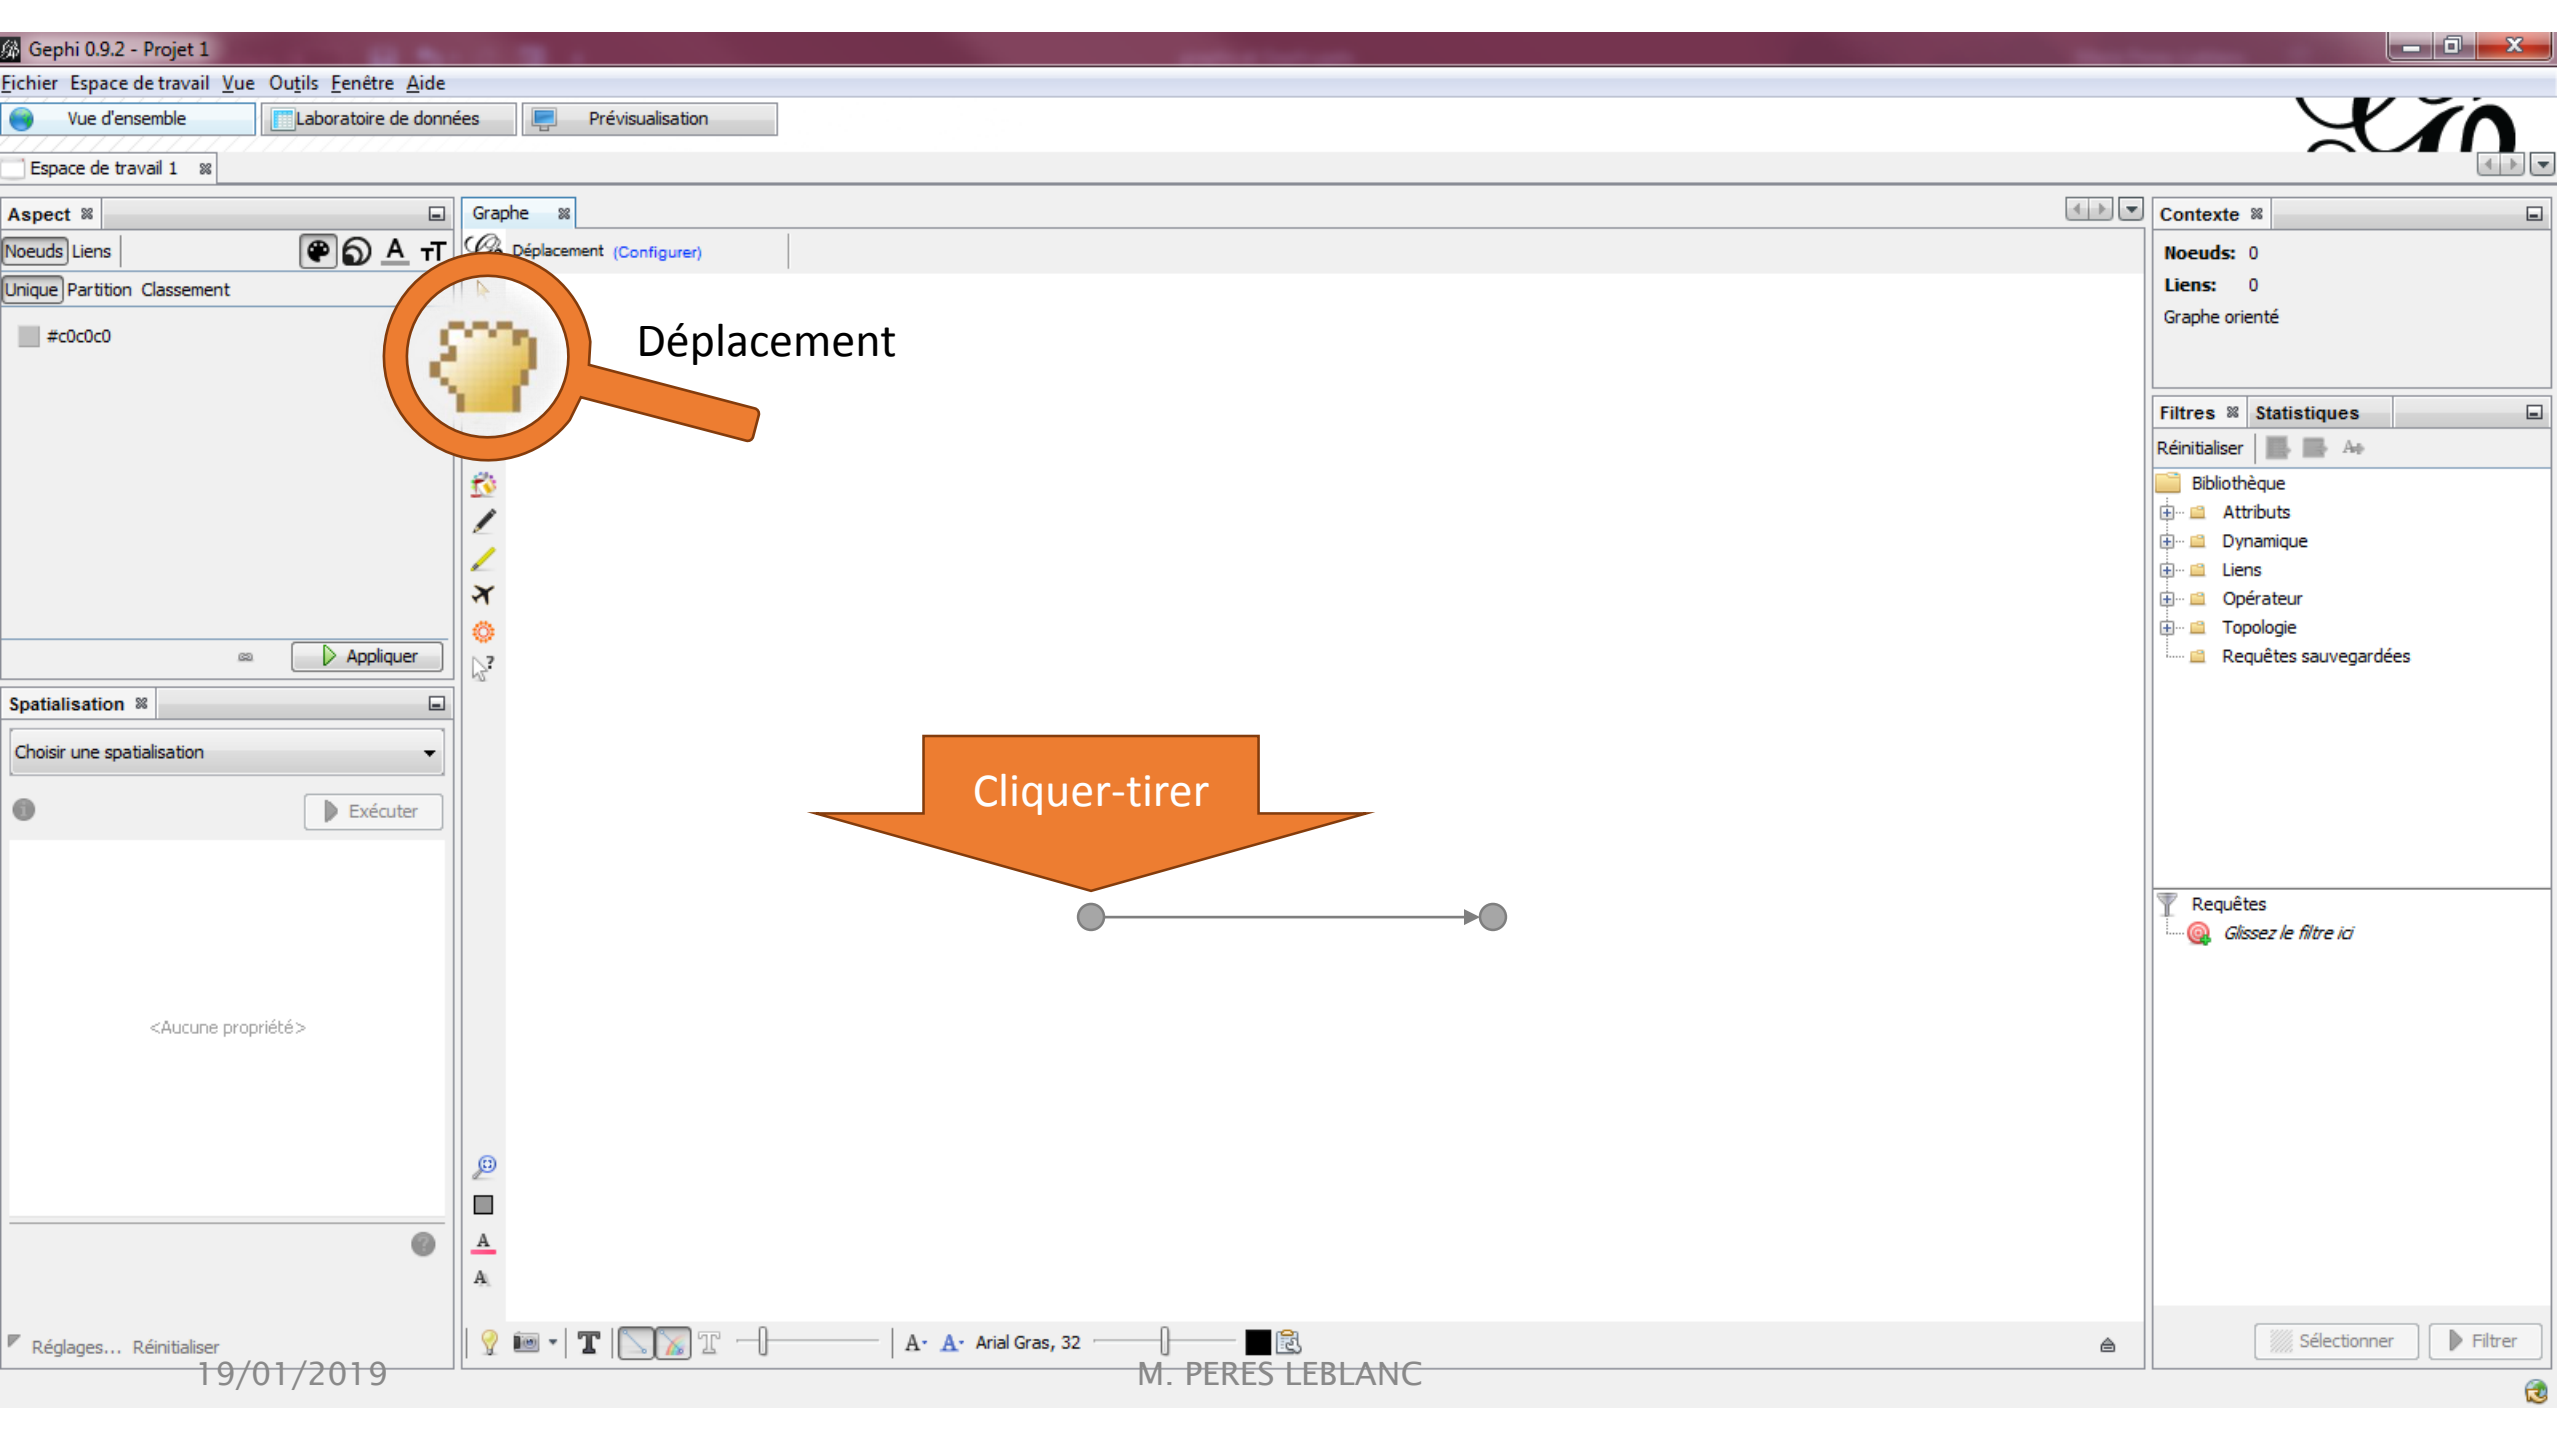 Gephi 0.9.2 - Projet 1
Fichier Espace de travail Vue Outils Fenêtre Aide
Vue d'ensemble Laboratoire de données Prévisualisation
Espace de travail 1
Aspect
Noeuds Liens A TT
Unique Partition Classement
#c0c0c0
Appliquer
Spatialisation
Choisir une spatialisation
Exécuter
<Aucune propriété>
Réglages... Réinitialiser
Graphe
Déplacement (Configurer)
Déplacement
Cliquer-tirer
A
A
T T A A Arial Gras, 32
Contexte
Noeuds: 0
Liens: 0
Graphe orienté
Filtres Statistiques
Réinitialiser
Bibliothèque
Attributs
Dynamique
Liens
Opérateur
Topologie
Requêtes sauvegardées
Requêtes
Glissez le filtre ici
Sélectionner Filtrer
19/01/2019 M. PERES LEBLANC